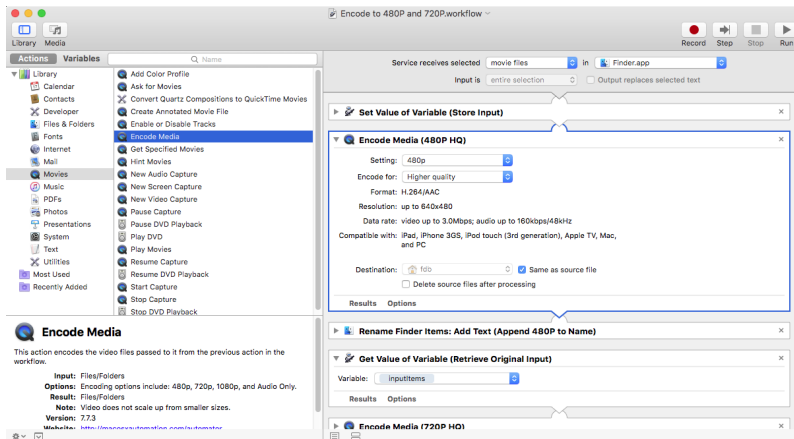 Encode to 480P and 720P.workflow
Library Media
Record Step Stop Run
Actions Variables
Name
Library
Calendar
Contacts
Developer
Files & Folders
Fonts
Internet
Mail
Movies
Music
PDFs
Photos
Presentations
System
Text
Utilities
Most Used
Recently Added
Add Color Profile
Ask for Movies
Convert Quartz Compositions to QuickTime Movies
Create Annotated Movie File
Enable or Disable Tracks
Encode Media
Get Specified Movies
Hint Movies
New Audio Capture
New Screen Capture
New Video Capture
Pause Capture
Pause DVD Playback
Play DVD
Play Movies
Resume Capture
Resume DVD Playback
Start Capture
Stop Capture
Stop DVD Playback
Encode Media
This action encodes the video files passed to it from the previous action in the
workflow.
Input: Files/Folders
Options: Encoding options include: 480p, 720p, 1080p, and Audio Only.
Result: Files/Folders
Note: Video does not scale up from smaller sizes.
Version: 7.7.3
Website: http://macosxautomation.com/automator
Service receives selected movie files in Finder.app
Input is entire selection Output replaces selected text
Set Value of Variable (Store Input)
Encode Media (480P HQ)
Setting: 480p
Encode for: Higher quality
Format: H.264/AAC
Resolution: up to 640x480
Data rate: video up to 3.0Mbps; audio up to 160kbps/48kHz
Compatible with: iPad, iPhone 3GS, iPod touch (3rd generation), Apple TV, Mac,
and PC
Destination: fdb Same as source file
Delete source files after processing
Results Options
Rename Finder Items: Add Text (Append 480P to Name)
Get Value of Variable (Retrieve Original Input)
Variable: inputItems
Results Options
Encode Media (720P HQ)